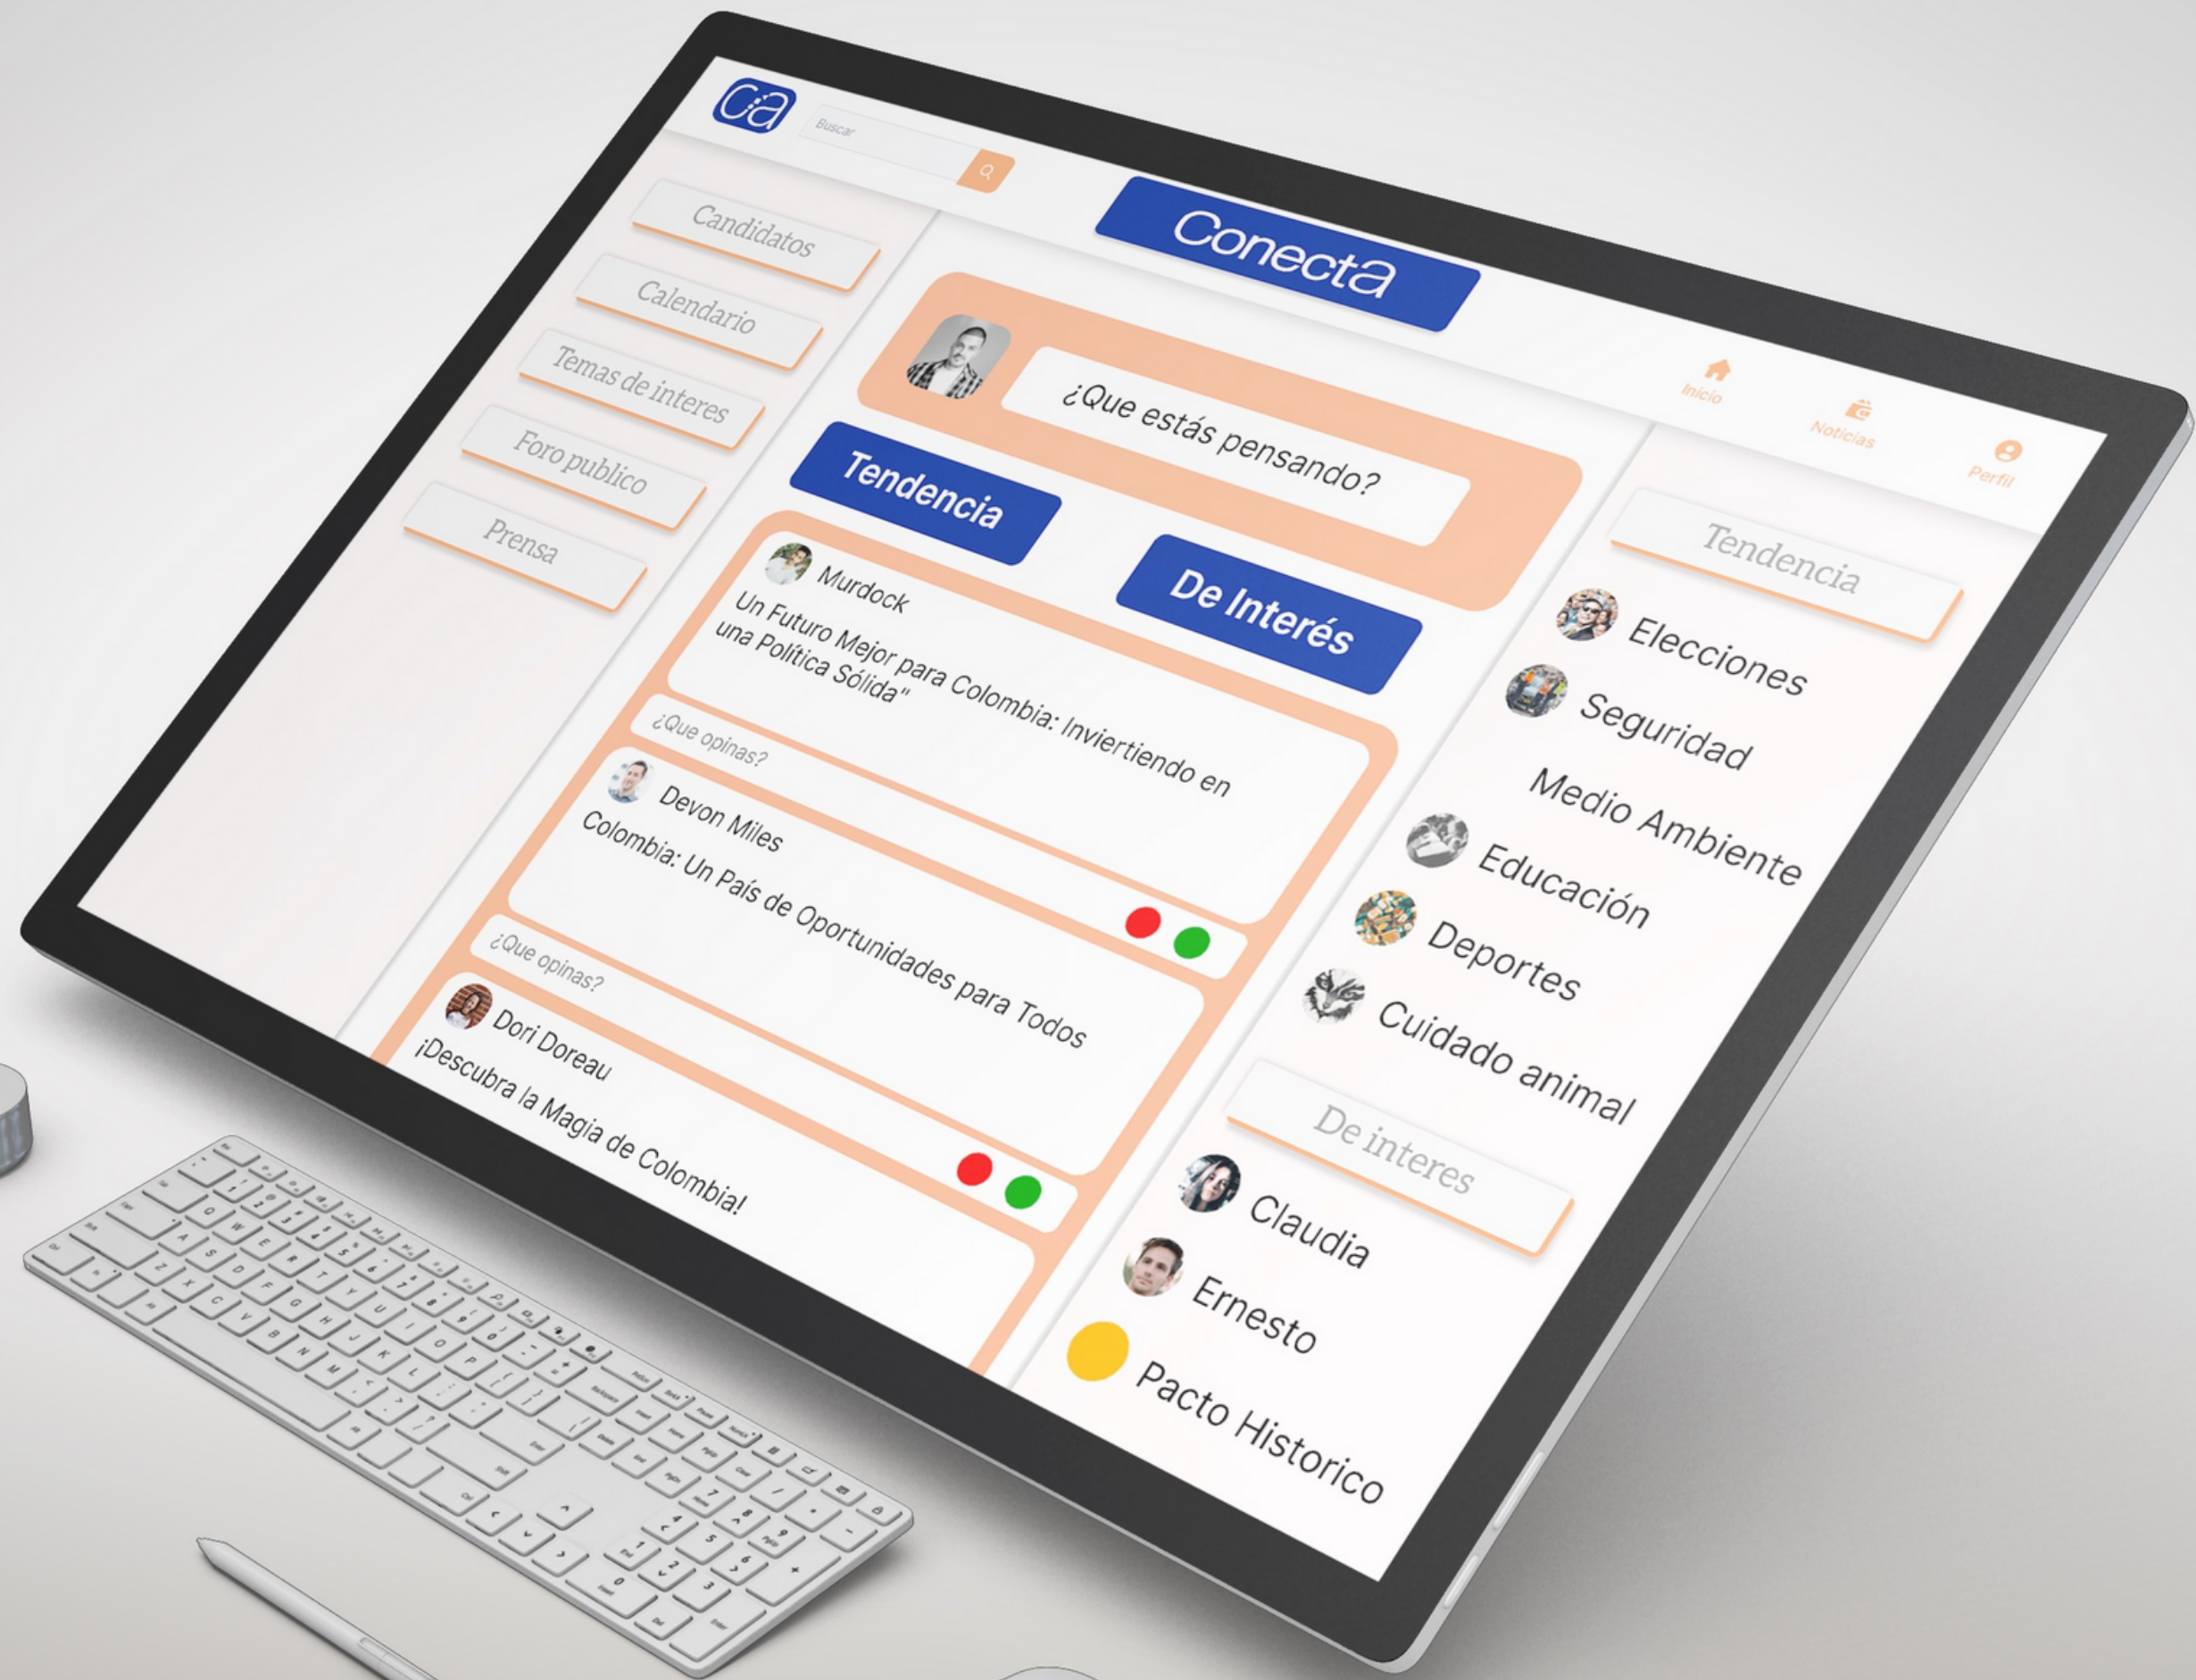 ca
Buscar
Conecta
Inicio
Noticias
Perfil
Candidatos
Calendario
Temas de interes
Foro publico
Prensa
¿Que estás pensando?
Tendencia
De Interés
Murdock
Un Futuro Mejor para Colombia: Inviertiendo en
una Política Sólida"
¿Que opinas?
Devon Miles
Colombia: Un País de Oportunidades para Todos
¿Que opinas?
Dori Doreau
¡Descubra la Magia de Colombia!
Tendencia
Elecciones
Seguridad
Medio Ambiente
Educación
Deportes
Cuidado animal
De interes
Claudia
Ernesto
Pacto Historico